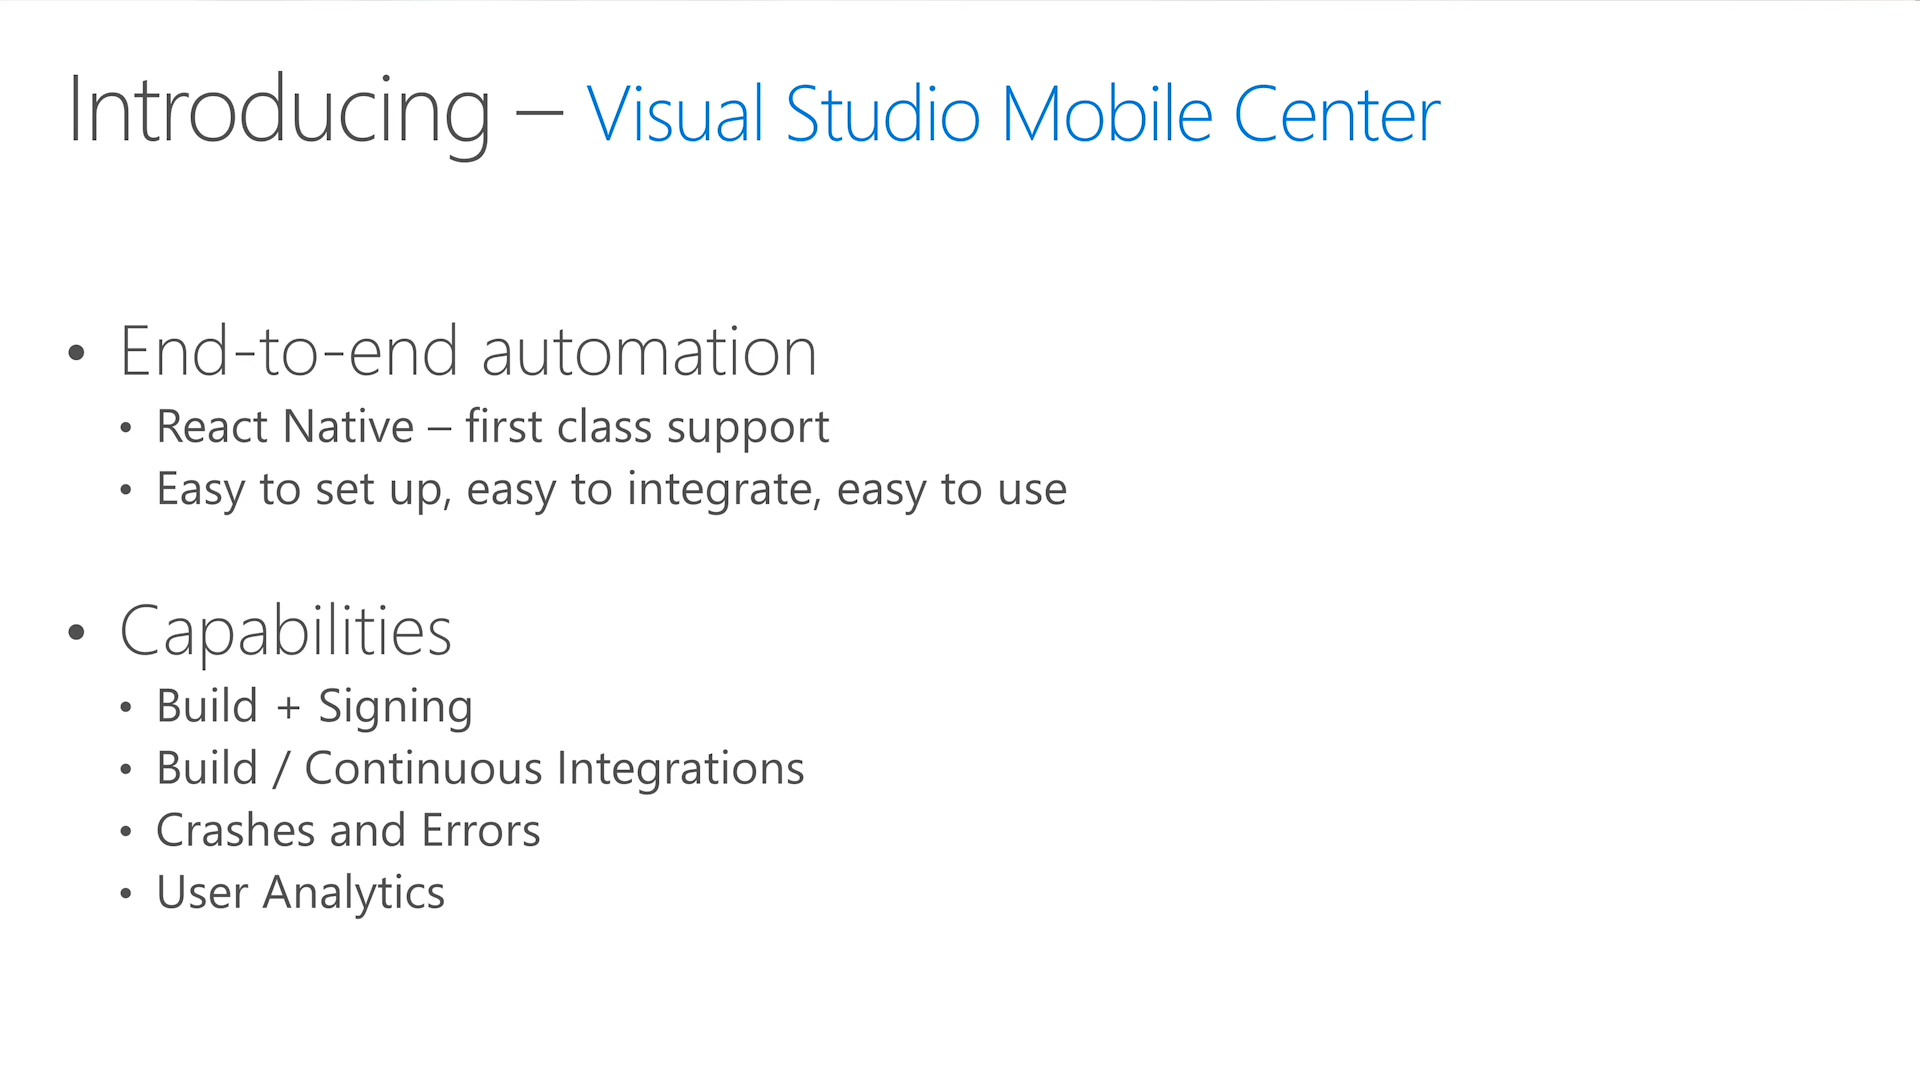 Introducing – Visual Studio Mobile Center
• End-to-end automation
• React Native – first class support
• Easy to set up, easy to integrate, easy to use
• Capabilities
• Build + Signing
• Build / Continuous Integrations
• Crashes and Errors
• User Analytics